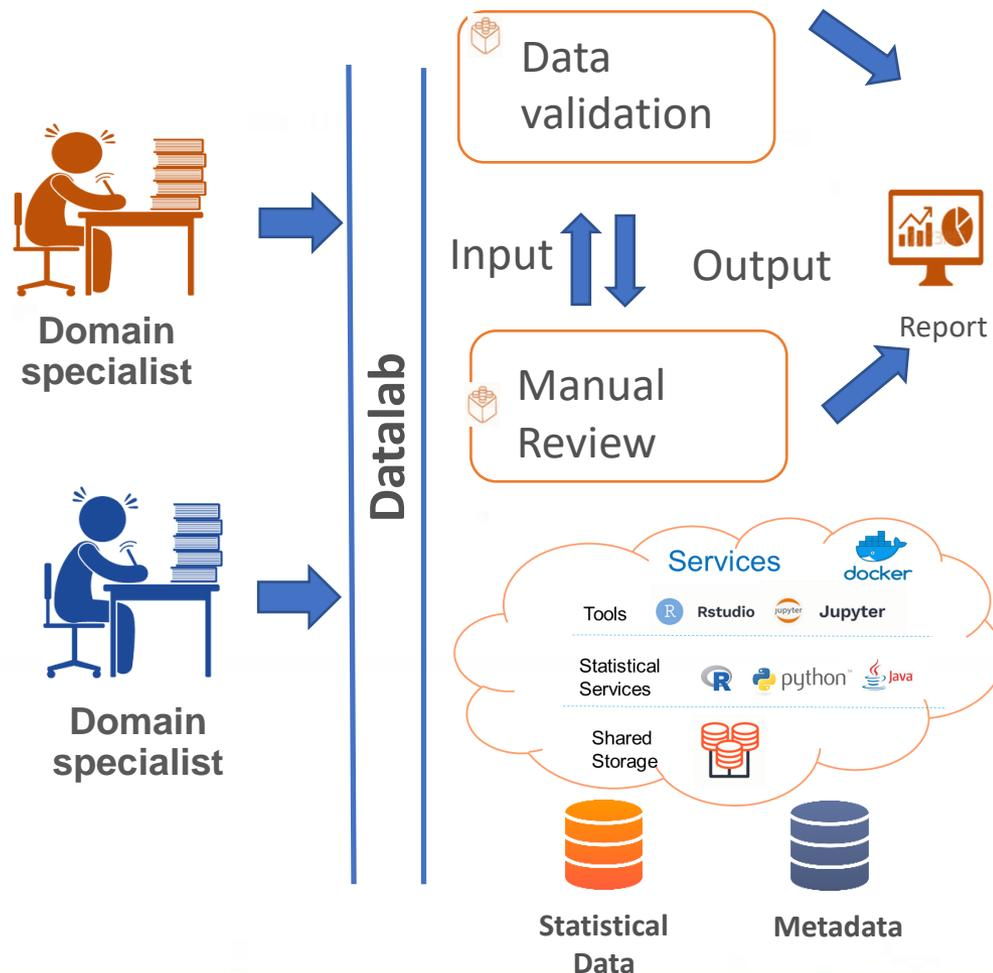 Data
validation
Input
Output
Domain
specialist
Report
Manual
Review
Datalab
Services
docker
Tools
R
Rstudio
jupyter
Jupyter
Statistical
Services
R
python™
Java
Domain
specialist
Shared
Storage
Statistical
Data
Metadata